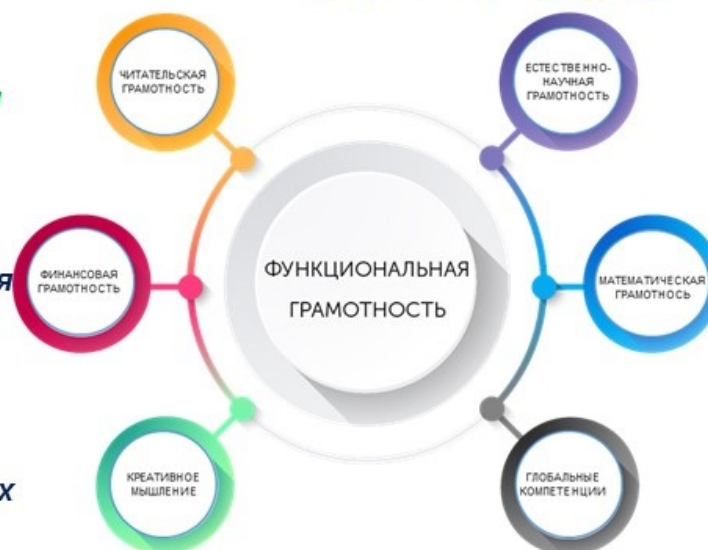 ЧИТАТЕЛЬСКАЯ
ГРАМОТНОСТЬ
ЕСТЕСТВЕННО-
НАУЧНАЯ
ГРАМОТНОСТЬ
ФИНАНСОВАЯ
ГРАМОТНОСТЬ
ФУНКЦИОНАЛЬНАЯ
ГРАМОТНОСТЬ
МАТЕМАТИЧЕСКАЯ
ГРАМОТНОСЬ
КРЕАТИВНОЕ
МЫШЛЕНИЕ
ГЛОБАЛЬНЫЕ
КОМПЕТЕНЦИИ